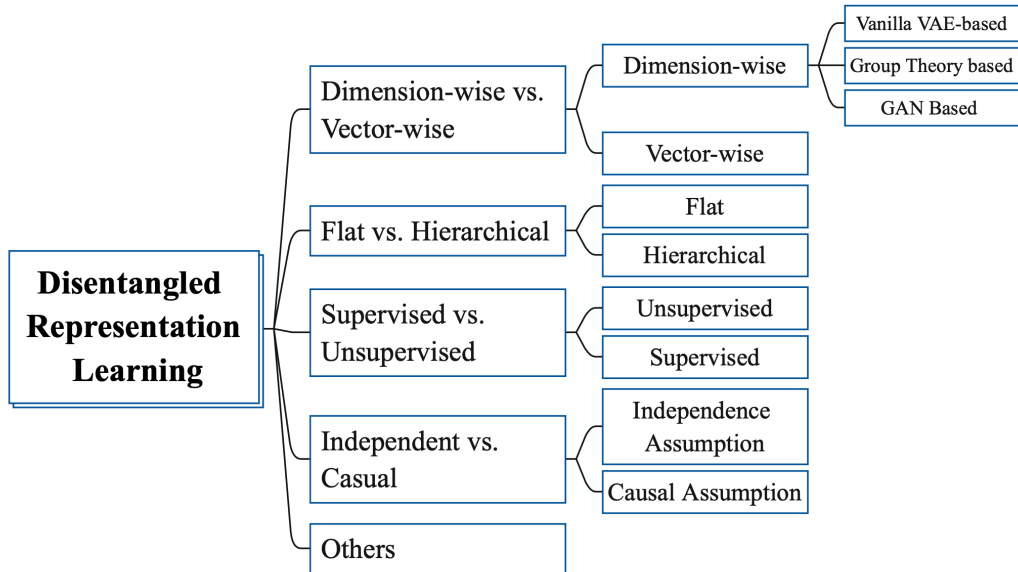 Disentangled
Representation
Learning
Dimension-wise vs.
Vector-wise
Dimension-wise
Vanilla VAE-based
Group Theory based
GAN Based
Vector-wise
Flat vs. Hierarchical
Flat
Hierarchical
Supervised vs.
Unsupervised
Unsupervised
Supervised
Independent vs.
Casual
Independence
Assumption
Causal Assumption
Others